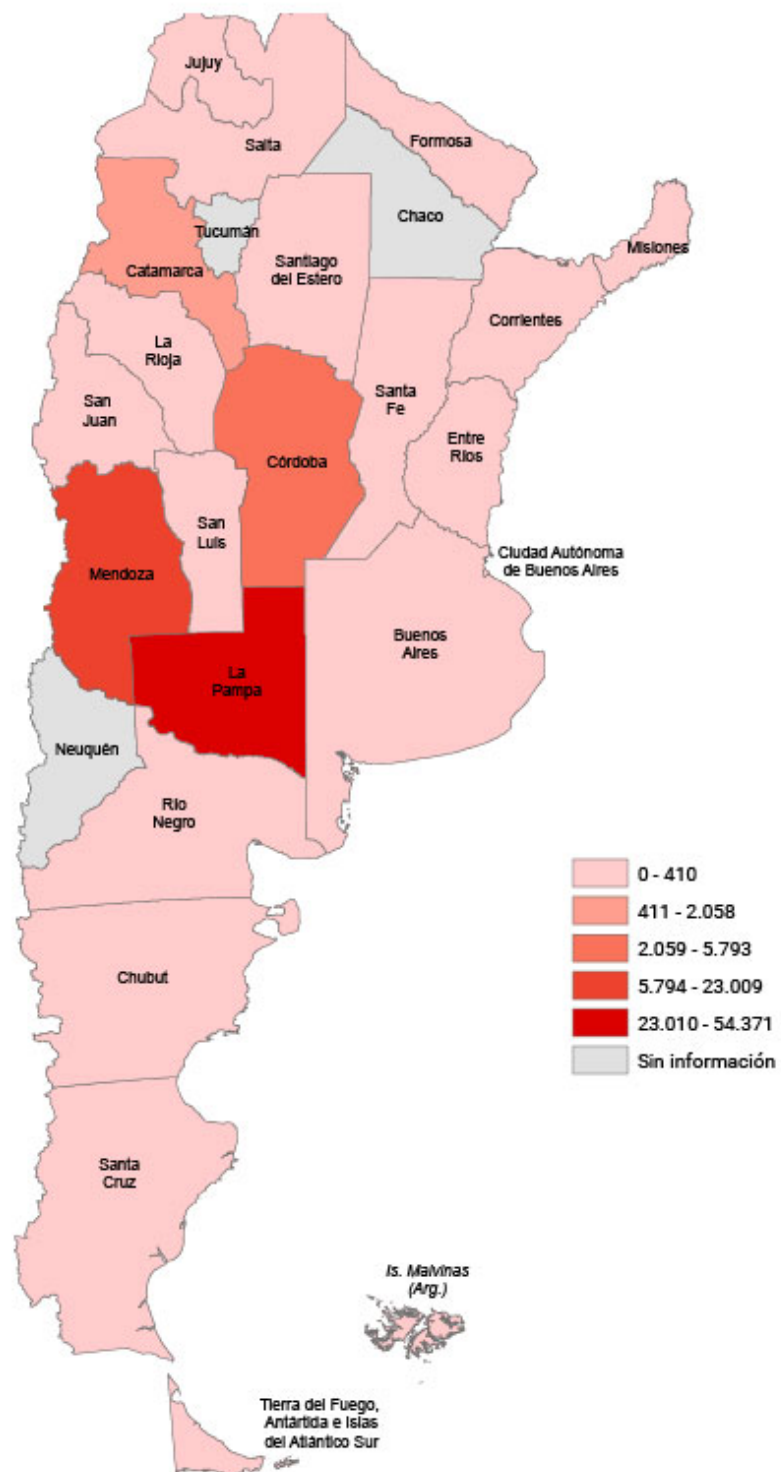 Jujuy
Salta
Formosa
Chaco
Tucumán
Misiones
Catamarca
Santiago
del Estero
Corrientes
La
Rioja
San
Juan
Santa
Fe
Entre
Ríos
Córdoba
San
Luis
Ciudad Autónoma
de Buenos Aires
Mendoza
Buenos
Aires
La
Pampa
Neuquén
Río
Negro
0 - 410
411 - 2.058
2.059 - 5.793
5.794 - 23.009
23.010 - 54.371
Sin información
Chubut
Santa
Cruz
Is. Malvinas
(Arg.)
Tierra del Fuego,
Antártida e Islas
del Atlántico Sur